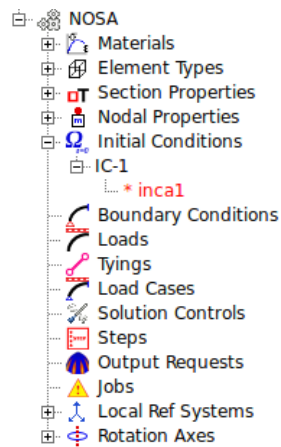 NOSA
Materials
Element Types
Section Properties
Nodal Properties
Initial Conditions
IC-1
* inca1
Boundary Conditions
Loads
Tyings
Load Cases
Solution Controls
Steps
Output Requests
Jobs
Local Ref Systems
Rotation Axes